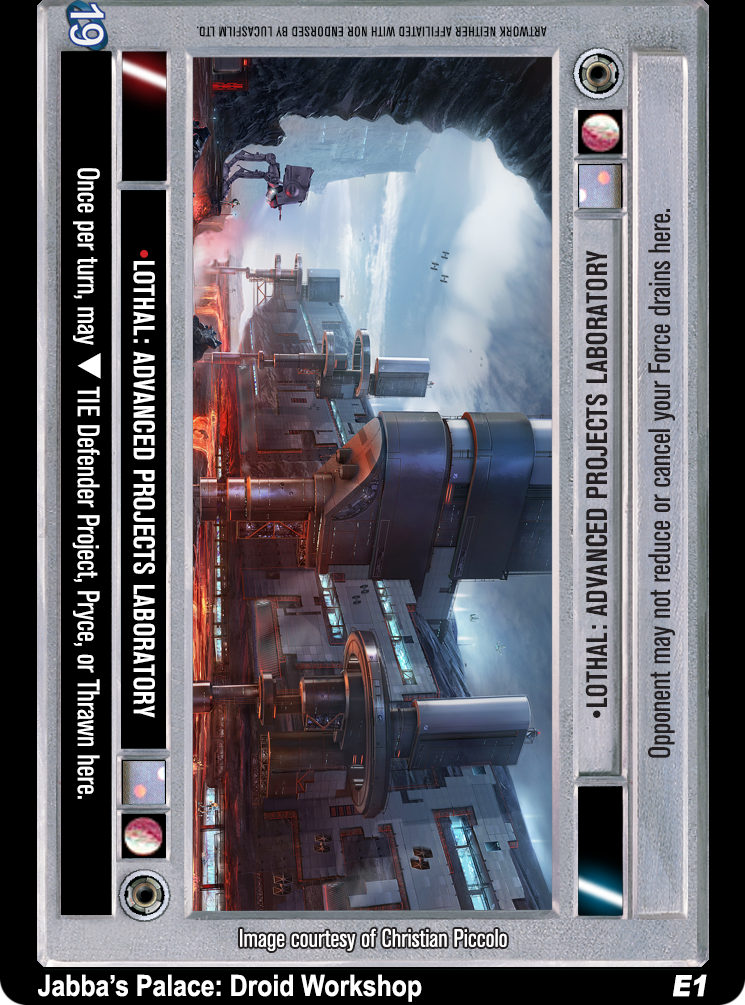 19
ARTWORK NEITHER AFFILIATED WITH NOR ENDORSED BY LUCASFILM LTD.
Once per turn, may ▼ TIE Defender Project, Pryce, or Thrawn here.
•LOTHAL: ADVANCED PROJECTS LABORATORY
•LOTHAL: ADVANCED PROJECTS LABORATORY
Opponent may not reduce or cancel your Force drains here.
Image courtesy of Christian Piccolo
Jabba's Palace: Droid Workshop E1